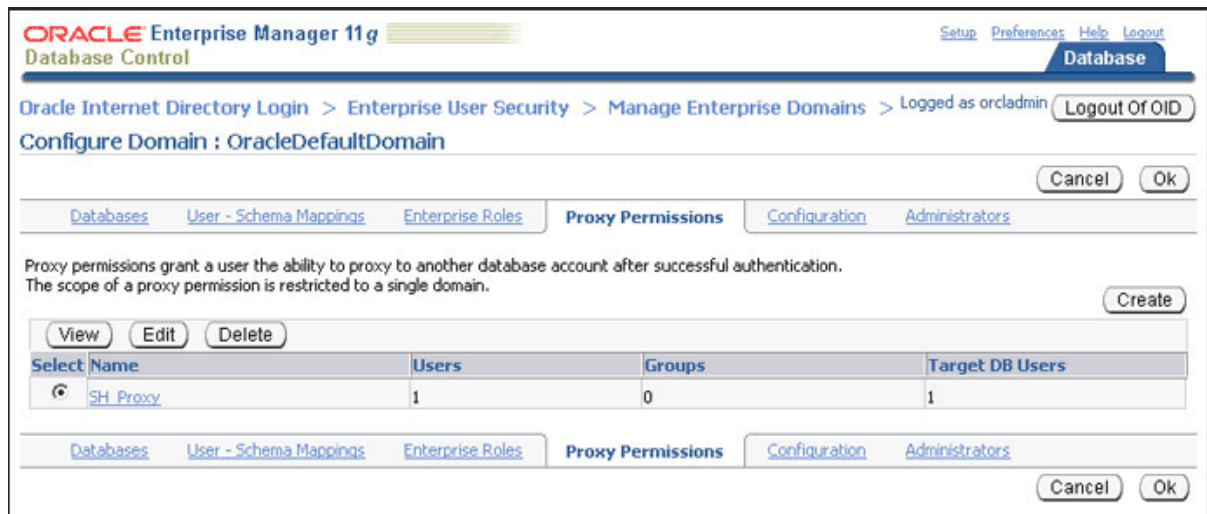 ORACLE Enterprise Manager 11g
Database Control
Setup Preferences Help Logout
Database
Oracle Internet Directory Login > Enterprise User Security > Manage Enterprise Domains > Logged as orcladmin Logout Of OID
Configure Domain : OracleDefaultDomain
Cancel Ok
Databases User - Schema Mappings Enterprise Roles Proxy Permissions Configuration Administrators
Proxy permissions grant a user the ability to proxy to another database account after successful authentication.
The scope of a proxy permission is restricted to a single domain.
Create
View Edit Delete
Select Name Users Groups Target DB Users
SH_Proxy 1 0 1
Databases User - Schema Mappings Enterprise Roles Proxy Permissions Configuration Administrators
Cancel Ok